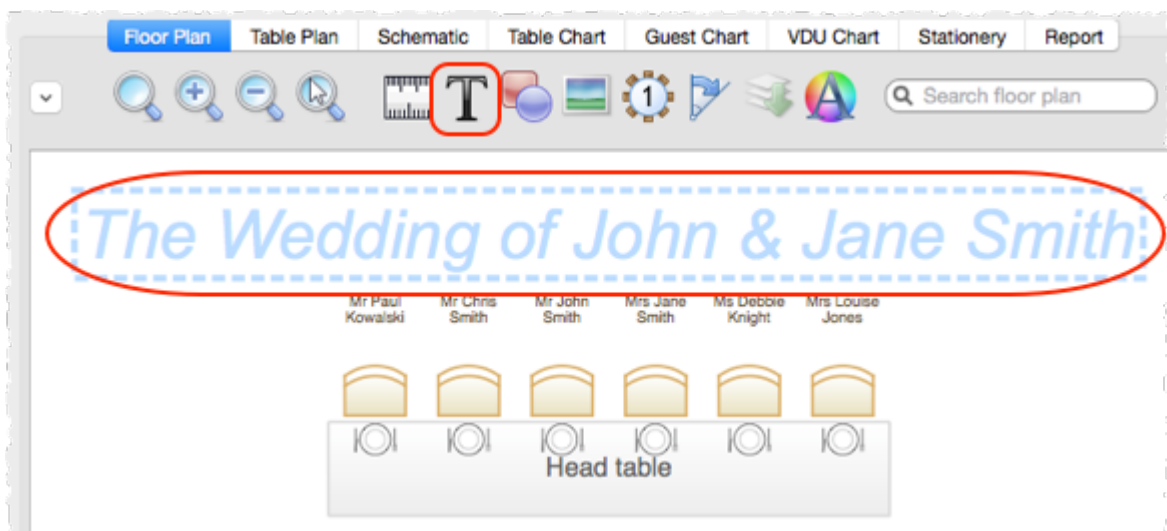 Floor Plan Table Plan Schematic Table Chart Guest Chart VDU Chart Stationery Report
T 1 A Search floor plan
The Wedding of John & Jane Smith
Mr Paul Mr Chris Mr John Mrs Jane Ms Debbie Mrs Louise
Kowalski Smith Smith Smith Knight Jones
Head table